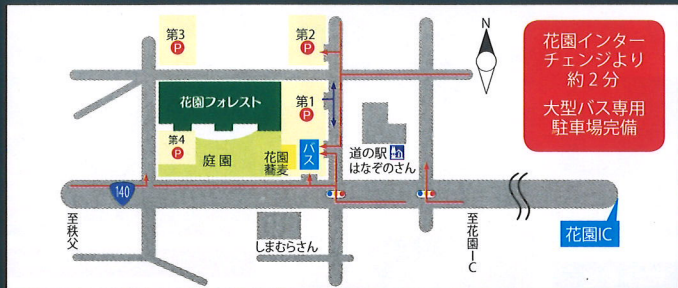 第3
P
第2
P
N
花園インター
チェンジより
約2分
大型バス専用
駐車場完備
花園フォレスト
第1
P
第4
P
庭園
花園
蕎麦
バス
道の駅
はなぞのさん
140
至秩父
しまむらさん
至花園IC
花園IC